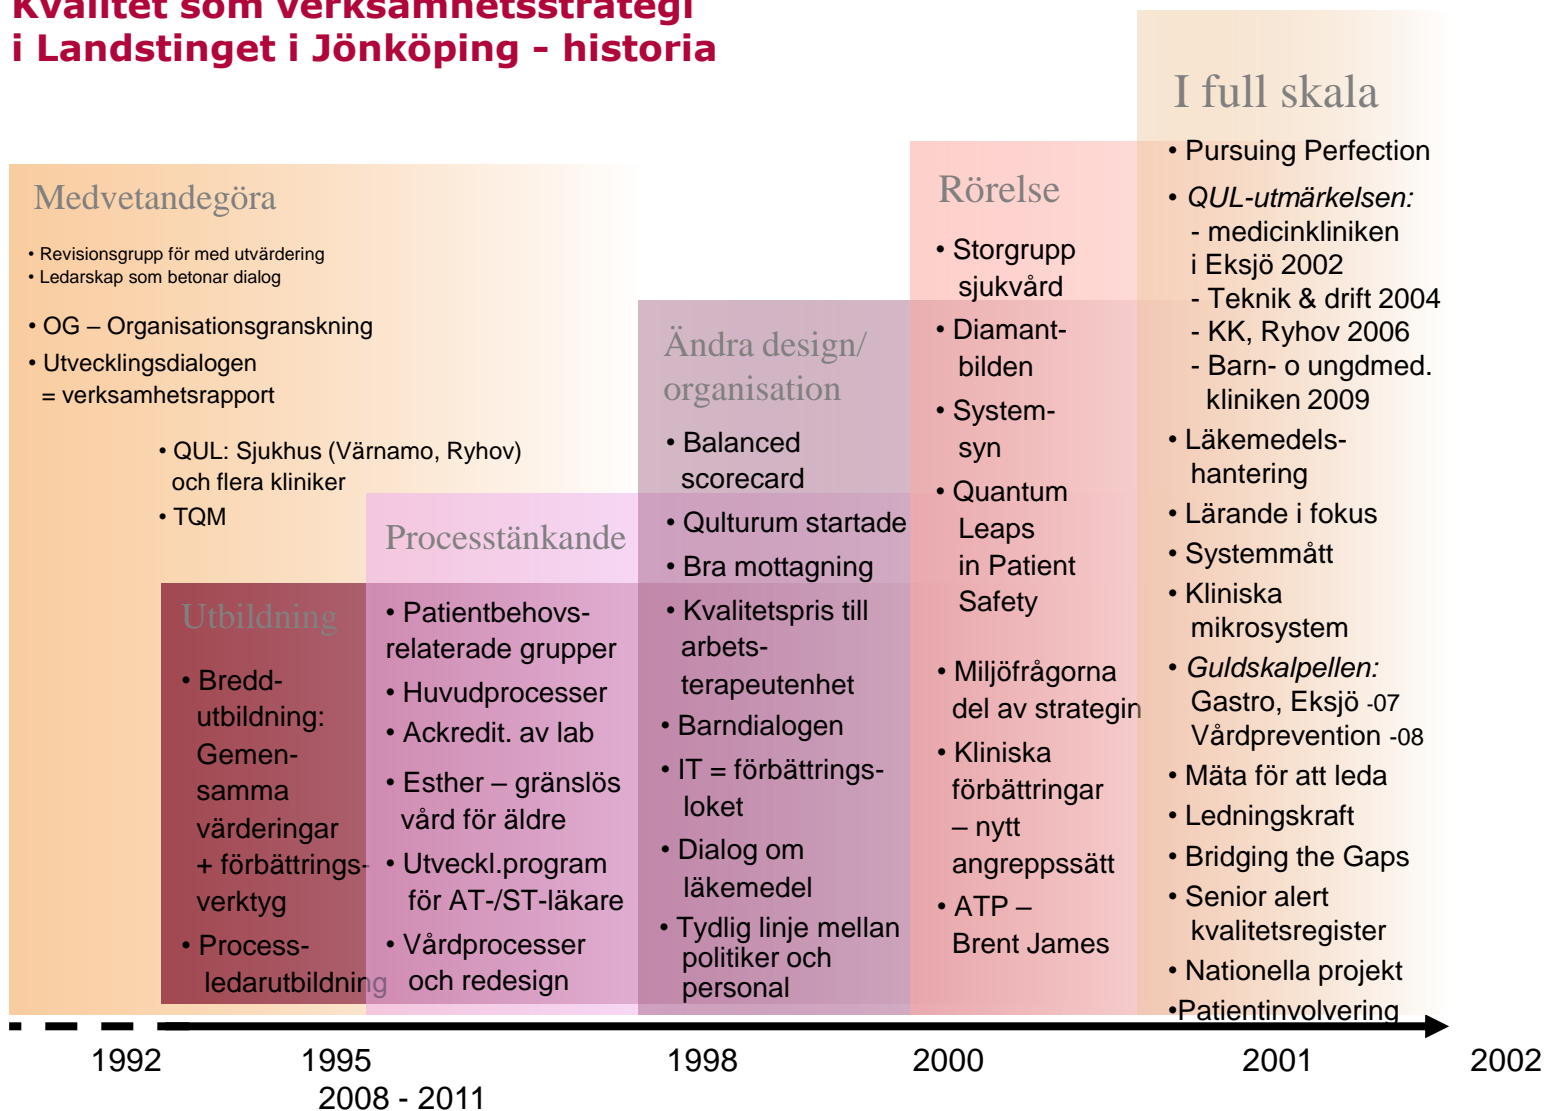 Kvalitet som verksamhetsstrategi
i Landstinget i Jönköping - historia
Medvetandegöra
• Revisionsgrupp för med utvärdering
• Ledarskap som betonar dialog
• OG – Organisationsgranskning
• Utvecklingsdialogen
= verksamhetsrapport
• QUL: Sjukhus (Värnamo, Ryhov)
och flera kliniker
• TQM
Utbildning
• Bredd-
utbildning:
Gemen-
samma
värderingar
+ förbättrings-
verktyg
• Process-
ledarutbildning
Processtänkande
• Patientbehovs-
relaterade grupper
• Huvudprocesser
• Ackredit. av lab
• Esther – gränslös
vård för äldre
• Utveckl.program
för AT-/ST-läkare
• Vårdprocesser
och redesign
Ändra design/
organisation
• Balanced
scorecard
• Qulturum startade
• Bra mottagning
• Kvalitetspris till
arbets-
terapeutenhet
• Barndialogen
• IT = förbättrings-
loket
• Dialog om
läkemedel
• Tydlig linje mellan
politiker och
personal
Rörelse
• Storgrupp
sjukvård
• Diamant-
bilden
• System-
syn
• Quantum
Leaps
in Patient
Safety
• Miljöfrågorna
del av strategin
• Kliniska
förbättringar
– nytt
angreppssätt
• ATP –
Brent James
I full skala
• Pursuing Perfection
• QUL-utmärkelsen:
- medicinkliniken
i Eksjö 2002
- Teknik & drift 2004
- KK, Ryhov 2006
- Barn- o ungdmed.
kliniken 2009
• Läkemedels-
hantering
• Lärande i fokus
• Systemmått
• Kliniska
mikrosystem
• Guldskalpellen:
Gastro, Eksjö -07
Vårdprevention -08
• Mäta för att leda
• Ledningskraft
• Bridging the Gaps
• Senior alert
kvalitetsregister
• Nationella projekt
•Patientinvolvering
1992 1995 1998 2000 2001 2002
2008 - 2011